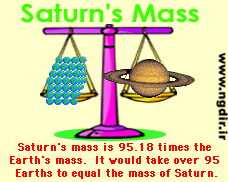 Saturn's Mass
www.ngdir.ir
Saturn's mass is 95.18 times the
Earth's mass.  It would take over 95
Earths to equal the mass of Saturn.